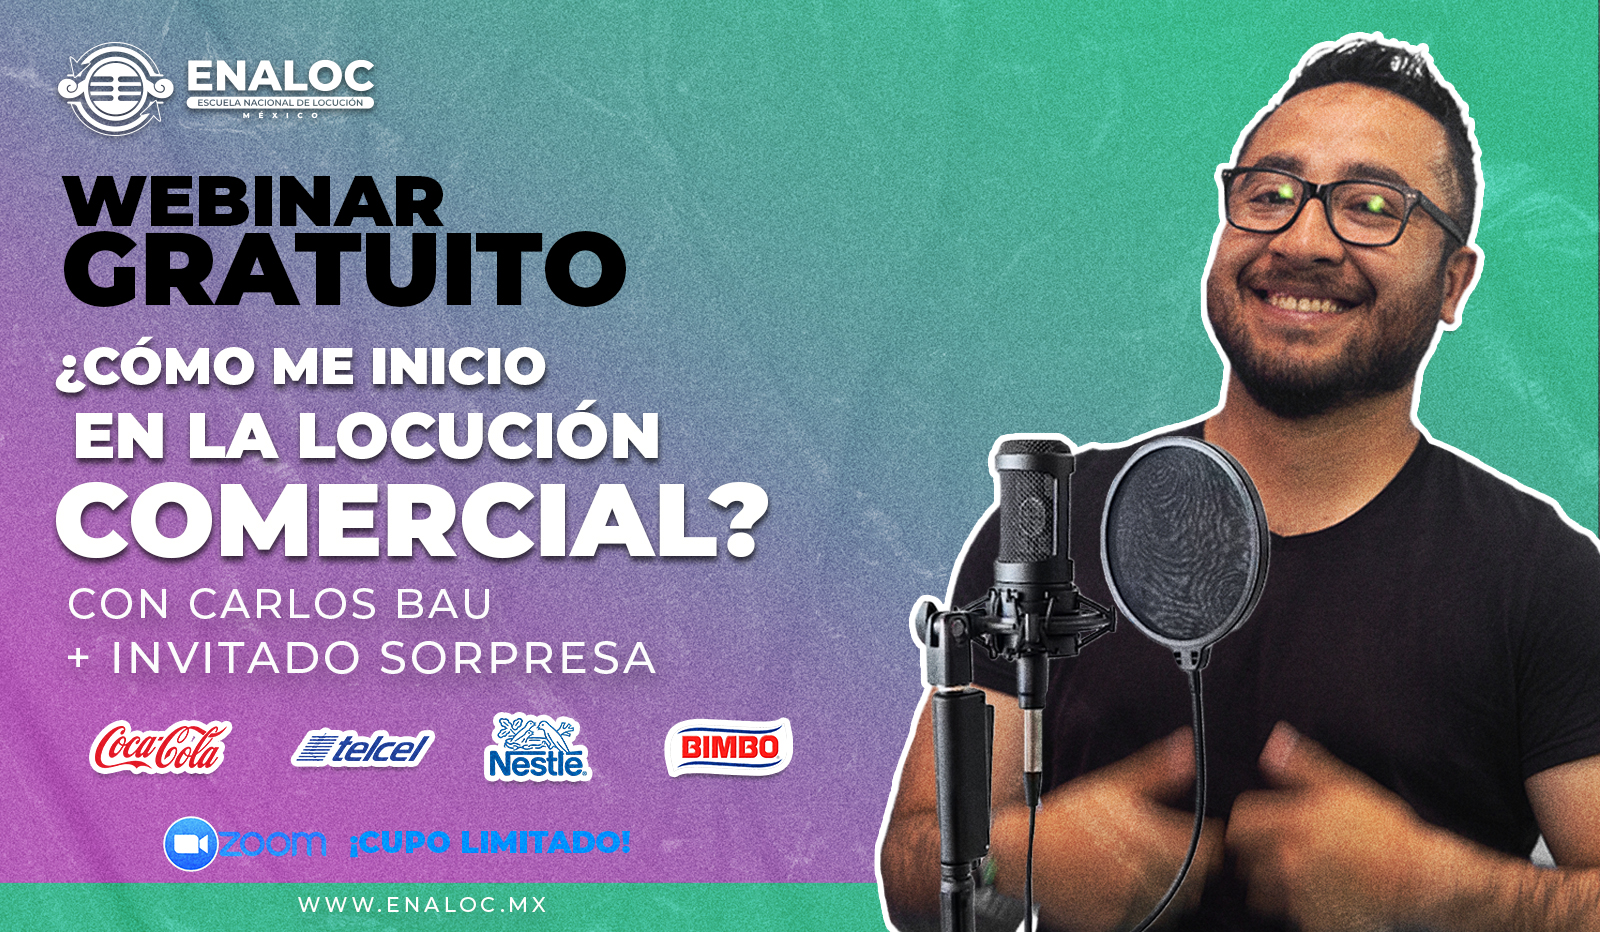 ENALOC
ESCUELA NACIONAL DE LOCUCIÓN
MÉXICO
WEBINAR
GRATUITO
¿CÓMO ME INICIO
EN LA LOCUCIÓN
COMERCIAL?
CON CARLOS BAU
+ INVITADO SORPRESA
Coca-Cola telcel Nestlé® BIMBO
zoom ¡CUPO LIMITADO!
WWW.ENALOC.MX